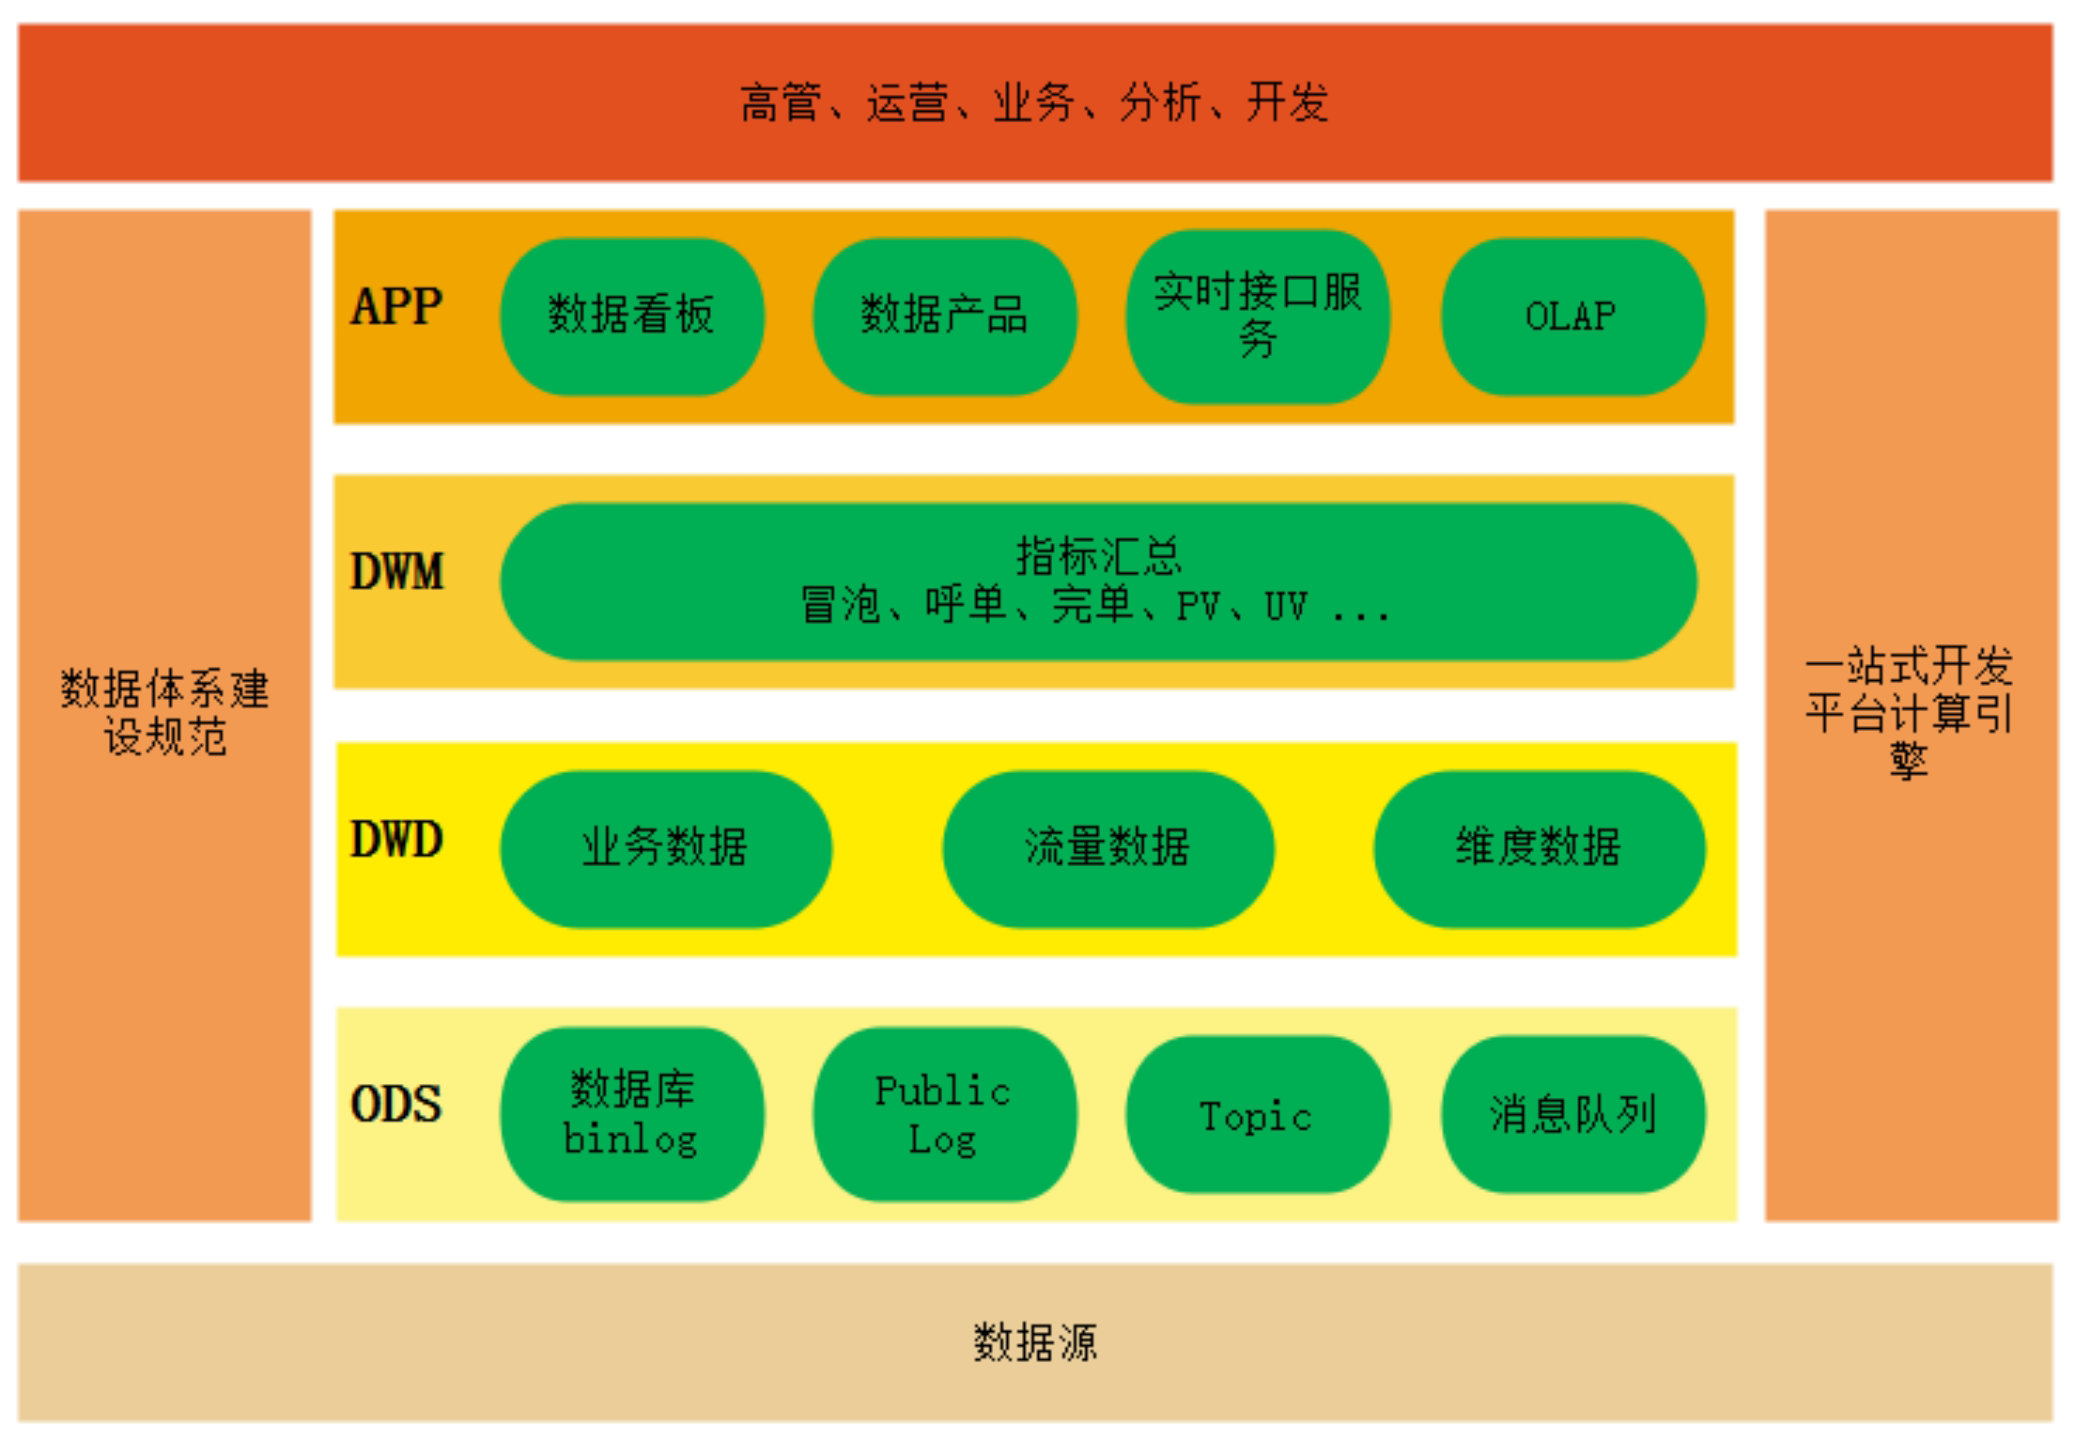 高管、运营、业务、分析、开发
数据体系建
设规范
APP
数据看板
数据产品
实时接口服
务
OLAP
DWM
指标汇总
冒泡、呼单、完单、PV、UV ...
DWD
业务数据
流量数据
维度数据
ODS
数据库
binlog
Public
Log
Topic
消息队列
一站式开发
平台计算引
擎
数据源